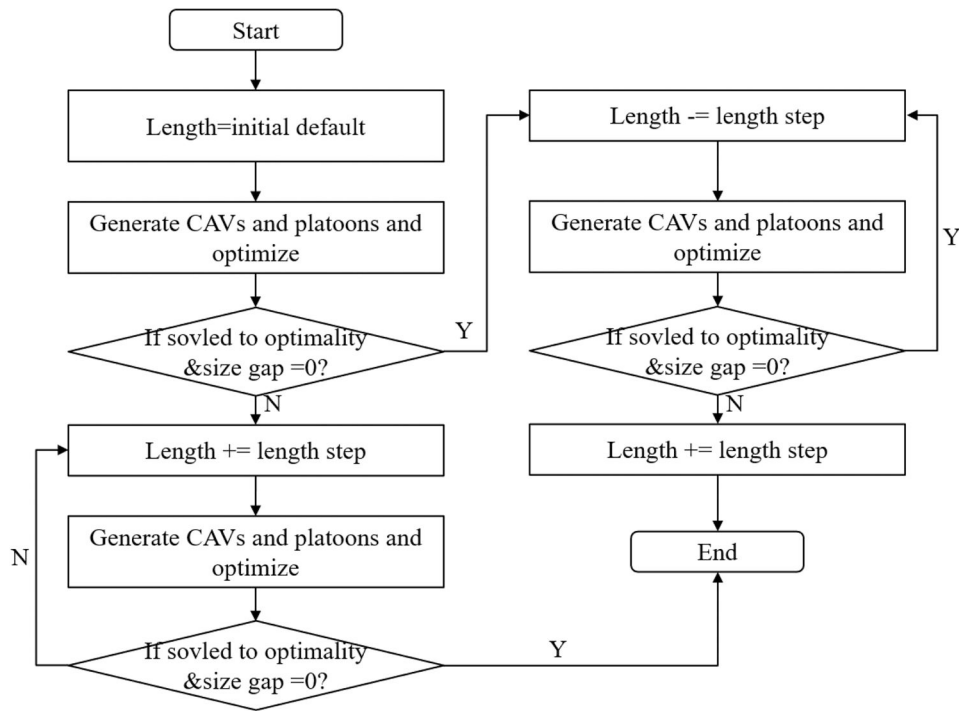 Start
Length=initial default
Generate CAVs and platoons and
optimize
If sovled to optimality
&size gap =0?
Y
N
Length += length step
Generate CAVs and platoons and
optimize
N
If sovled to optimality
&size gap =0?
Y
Length -= length step
Generate CAVs and platoons and
optimize
Y
If sovled to optimality
&size gap =0?
N
Length += length step
End